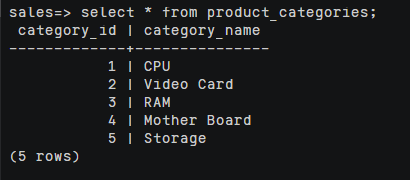 sales=> select * from product_categories;
 category_id | category_name
-------------+---------------
           1 | CPU
           2 | Video Card
           3 | RAM
           4 | Mother Board
           5 | Storage
(5 rows)